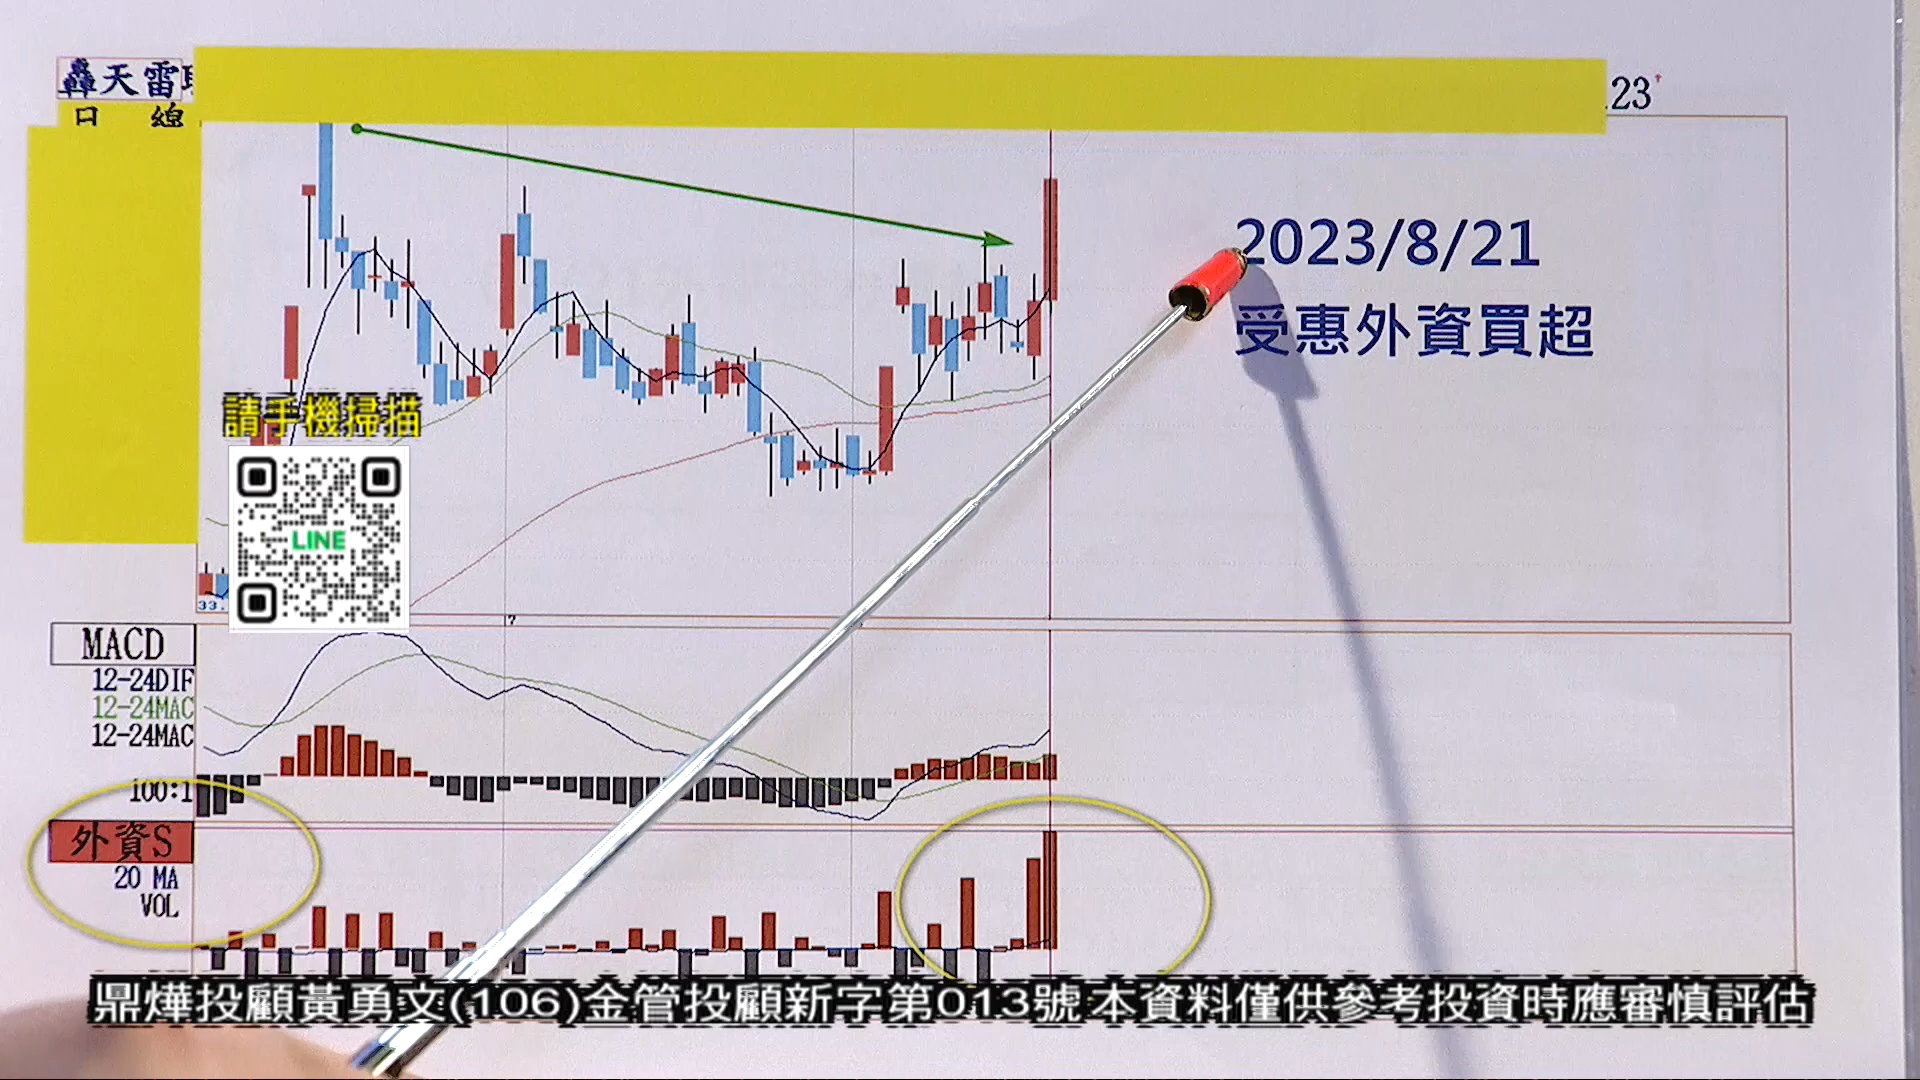 轟天雷
日 線
.23
2023/8/21
受惠外資買超
請手機掃描
LINE
33.
?
MACD
12-24DIF
12-24MAC
12-24MAC
100:1
外資S
20 MA
VOL
鼎燁投顧黃勇文(106)金管投顧新字第013號 本資料僅供參考投資時應審慎評估